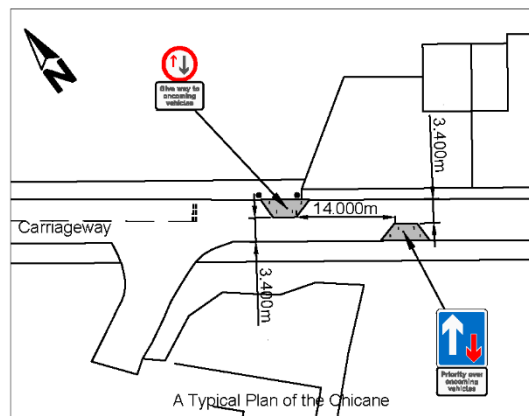 N
Give way to
oncoming
vehicles
3.400m
14.000m
Carriageway
3.400m
Priority over
oncoming
vehicles
A Typical Plan of the Chicane